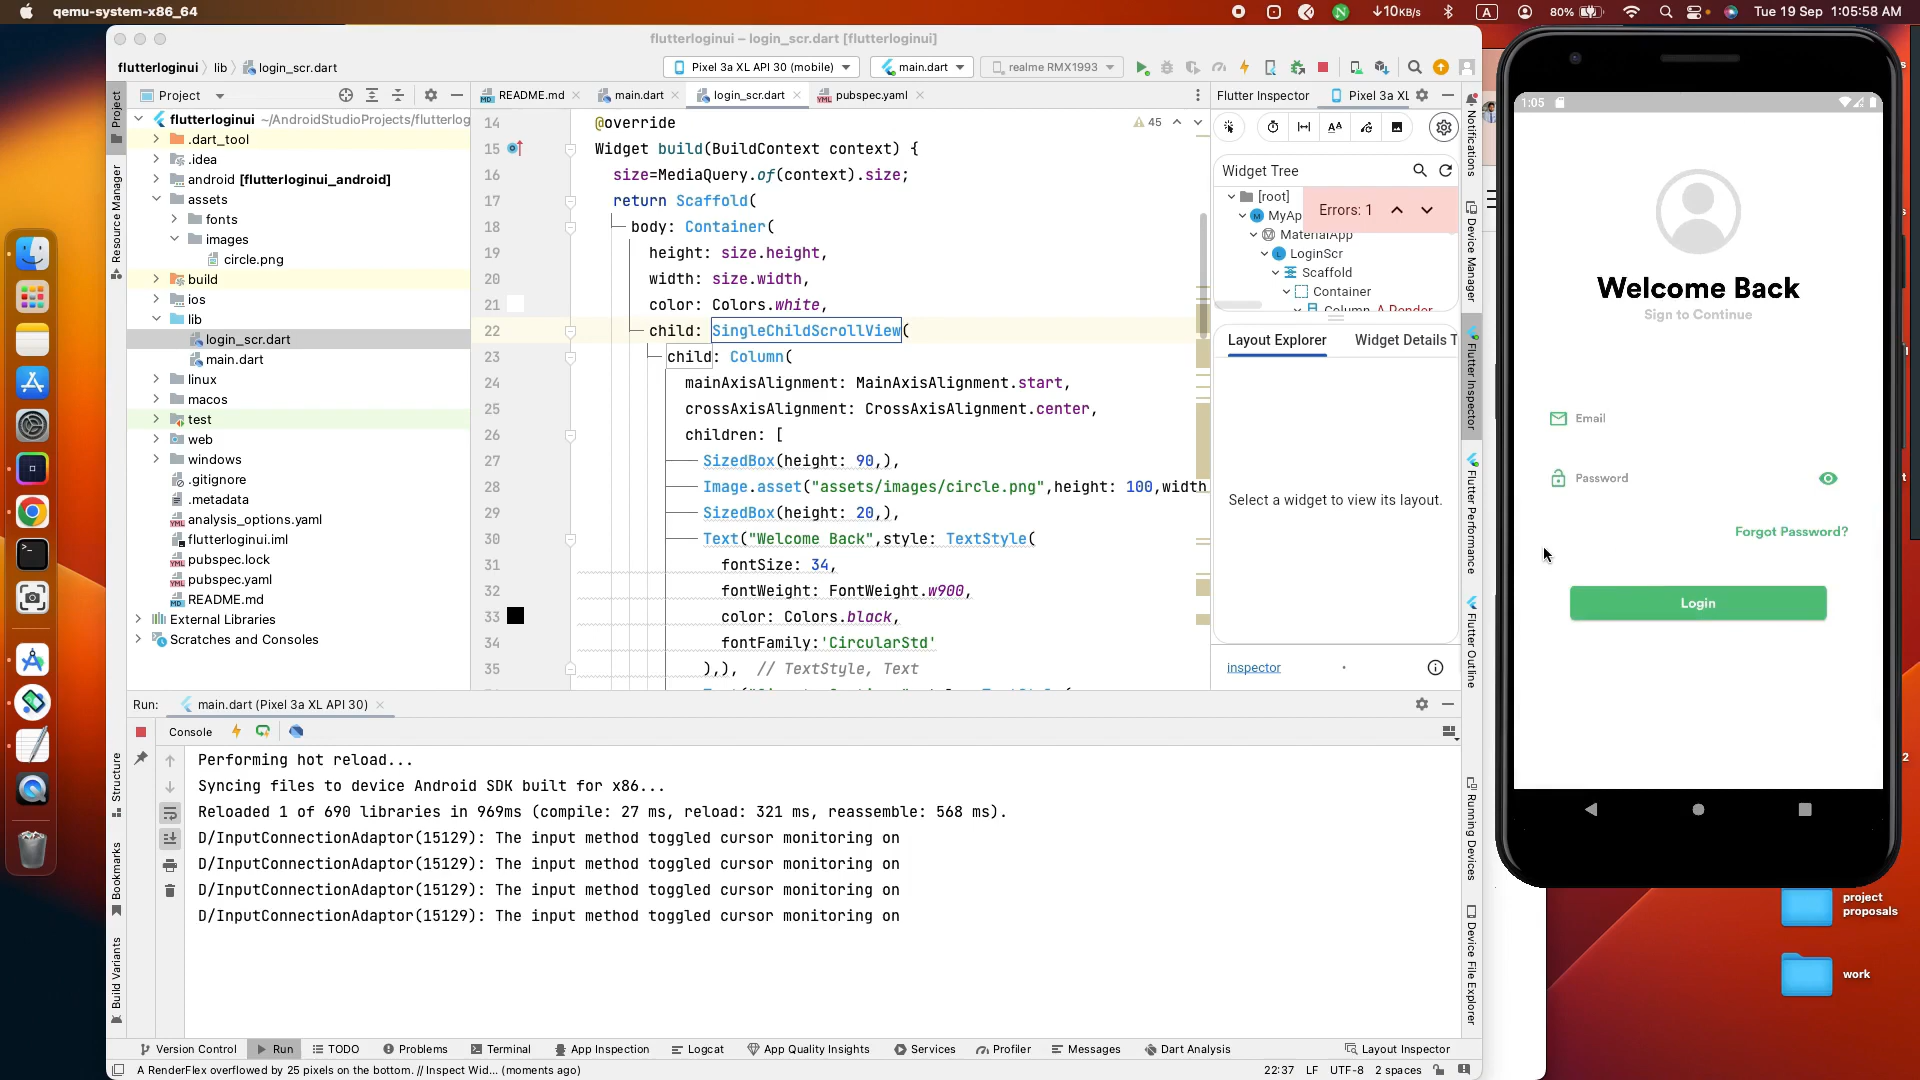 qemu-system-x86_64
↓10KB/s
A
80%
Tue 19 Sep 1:05:58 AM
flutterloginui – login_scr.dart [flutterloginui]
flutterloginui lib login_scr.dart
Pixel 3a XL API 30 (mobile)
main.dart
realme RMX1993
Project
README.md
main.dart
login_scr.dart
pubspec.yaml
Flutter Inspector
Pixel 3a XL
flutterloginui ~/AndroidStudioProjects/flutterlog
.dart_tool
.idea
android [flutterloginui_android]
assets
fonts
images
circle.png
build
ios
lib
login_scr.dart
main.dart
linux
macos
test
web
windows
.gitignore
.metadata
analysis_options.yaml
flutterloginui.iml
pubspec.lock
pubspec.yaml
README.md
External Libraries
Scratches and Consoles
Project
Resource Manager
Structure
Bookmarks
Build Variants
45
14 @override
15 Widget build(BuildContext context) {
16 size=MediaQuery.of(context).size;
17 return Scaffold(
18 body: Container(
19 height: size.height,
20 width: size.width,
21 color: Colors.white,
22 child: SingleChildScrollView(
23 child: Column(
24 mainAxisAlignment: MainAxisAlignment.start,
25 crossAxisAlignment: CrossAxisAlignment.center,
26 children: [
27 SizedBox(height: 90,),
28 Image.asset("assets/images/circle.png",height: 100,width
29 SizedBox(height: 20,),
30 Text("Welcome Back",style: TextStyle(
31 fontSize: 34,
32 fontWeight: FontWeight.w900,
33 color: Colors.black,
34 fontFamily:'CircularStd'
35 ),), // TextStyle, Text
Widget Tree
[root]
MyAp
Errors: 1
MaterialApp
LoginScr
Scaffold
Container
Column A Render
Layout Explorer
Widget Details T
Select a widget to view its layout.
inspector
Notifications
Device Manager
Flutter Inspector
Flutter Performance
Flutter Outline
Running Devices
Device File Explorer
Run:
main.dart (Pixel 3a XL API 30)
Console
Performing hot reload...
Syncing files to device Android SDK built for x86...
Reloaded 1 of 690 libraries in 969ms (compile: 27 ms, reload: 321 ms, reassemble: 568 ms).
D/InputConnectionAdaptor(15129): The input method toggled cursor monitoring on
D/InputConnectionAdaptor(15129): The input method toggled cursor monitoring on
D/InputConnectionAdaptor(15129): The input method toggled cursor monitoring on
D/InputConnectionAdaptor(15129): The input method toggled cursor monitoring on
Version Control
Run
TODO
Problems
Terminal
App Inspection
Logcat
App Quality Insights
Services
Profiler
Messages
Dart Analysis
Layout Inspector
A RenderFlex overflowed by 25 pixels on the bottom. // Inspect Wid... (moments ago)
22:37 LF UTF-8 2 spaces
1:05
Welcome Back
Sign to Continue
Email
Password
Forgot Password?
Login
project
proposals
work